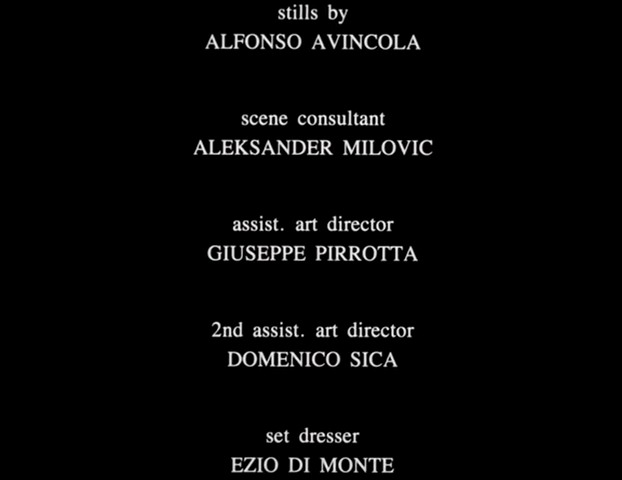 stills by
ALFONSO AVINCOLA
scene consultant
ALEKSANDER MILOVIC
assist. art director
GIUSEPPE PIRROTTA
2nd assist. art director
DOMENICO SICA
set dresser
EZIO DI MONTE